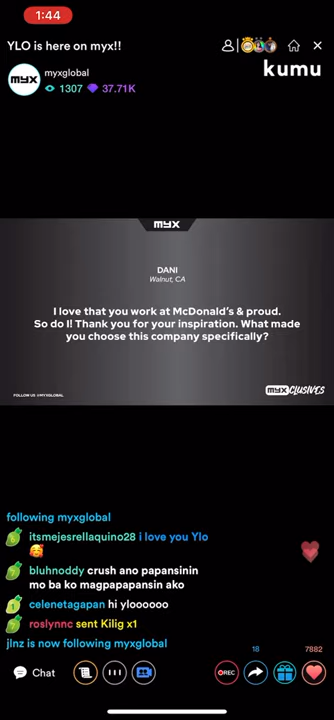 1:44
YLO is here on myx!!
kumu
myx
myxglobal
1307 37.71K
myx
DANI
Walnut, CA
I love that you work at McDonald's & proud.
So do I! Thank you for your inspiration. What made
you choose this company specifically?
FOLLOW US @MYXGLOBAL
myxCLUSIVES
following myxglobal
itsmejesrellaquino28 i love you Ylo
bluhnoddy crush ano papansinin
mo ba ko magpapapansin ako
celenetagapan hi yloooooo
roslynnc sent Kilig x1
jlnz is now following myxglobal
18
7882
Chat
REC